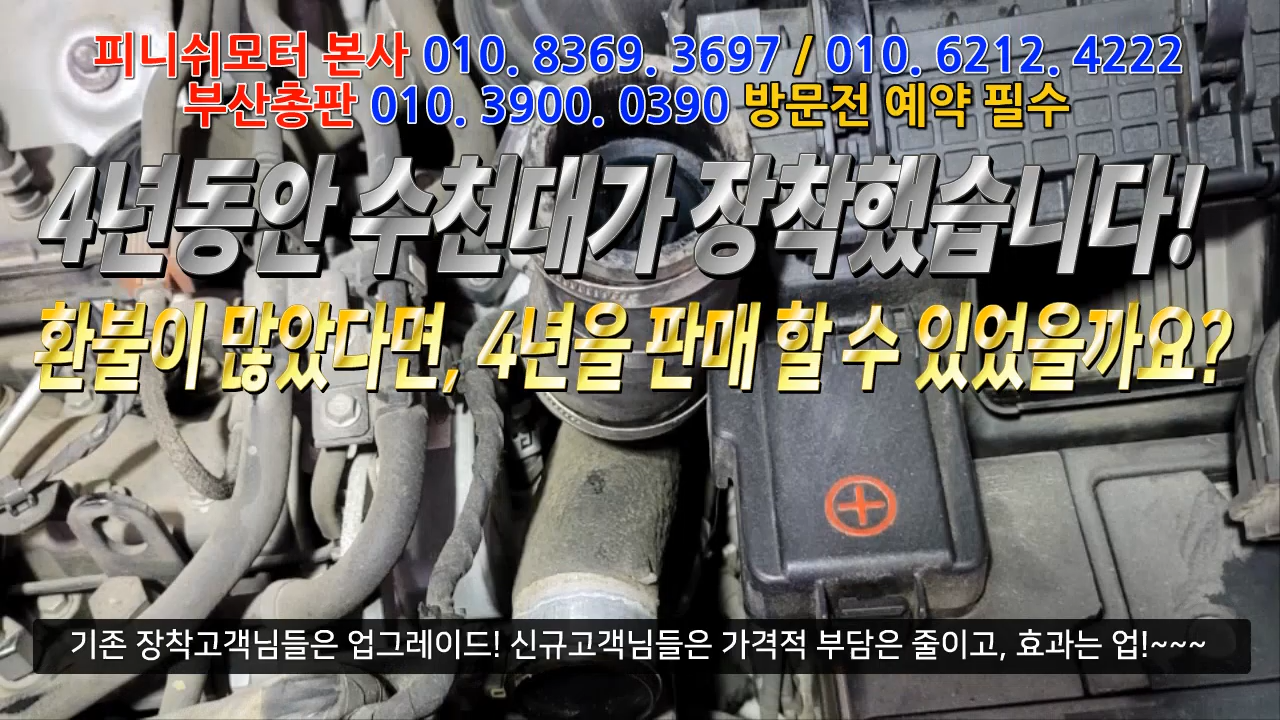 피니쉬모터 본사 010. 8369. 3697 / 010. 6212. 4222
부산총판 010. 3900. 0390 방문전 예약 필수
4년동안 수천대가 장착했습니다!
환불이 많았다면, 4년을 판매 할 수 있었을까요?
기존 장착고객님들은 업그레이드! 신규고객님들은 가격적 부담은 줄이고, 효과는 업!~~~